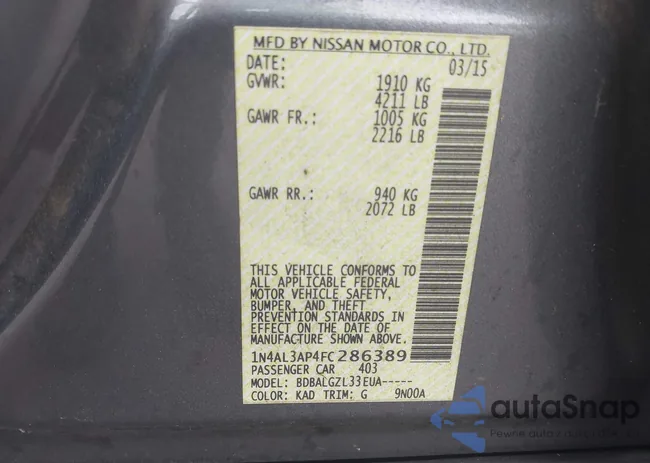 MFD BY NISSAN MOTOR CO., LTD.
DATE: 03/15
GVWR: 1910 KG
4211 LB
GAWR FR.: 1005 KG
2216 LB
GAWR RR.: 940 KG
2072 LB
THIS VEHICLE CONFORMS TO
ALL APPLICABLE FEDERAL
MOTOR VEHICLE SAFETY,
BUMPER, AND THEFT
PREVENTION STANDARDS IN
EFFECT ON THE DATE OF
MANUFACTURE SHOWN ABOVE.
1N4AL3AP4FC286389
PASSENGER CAR 403
MODEL: BDBALGZL33EUA-----
COLOR: KAD TRIM: G 9N00A
autoSnap
Pewne auto z